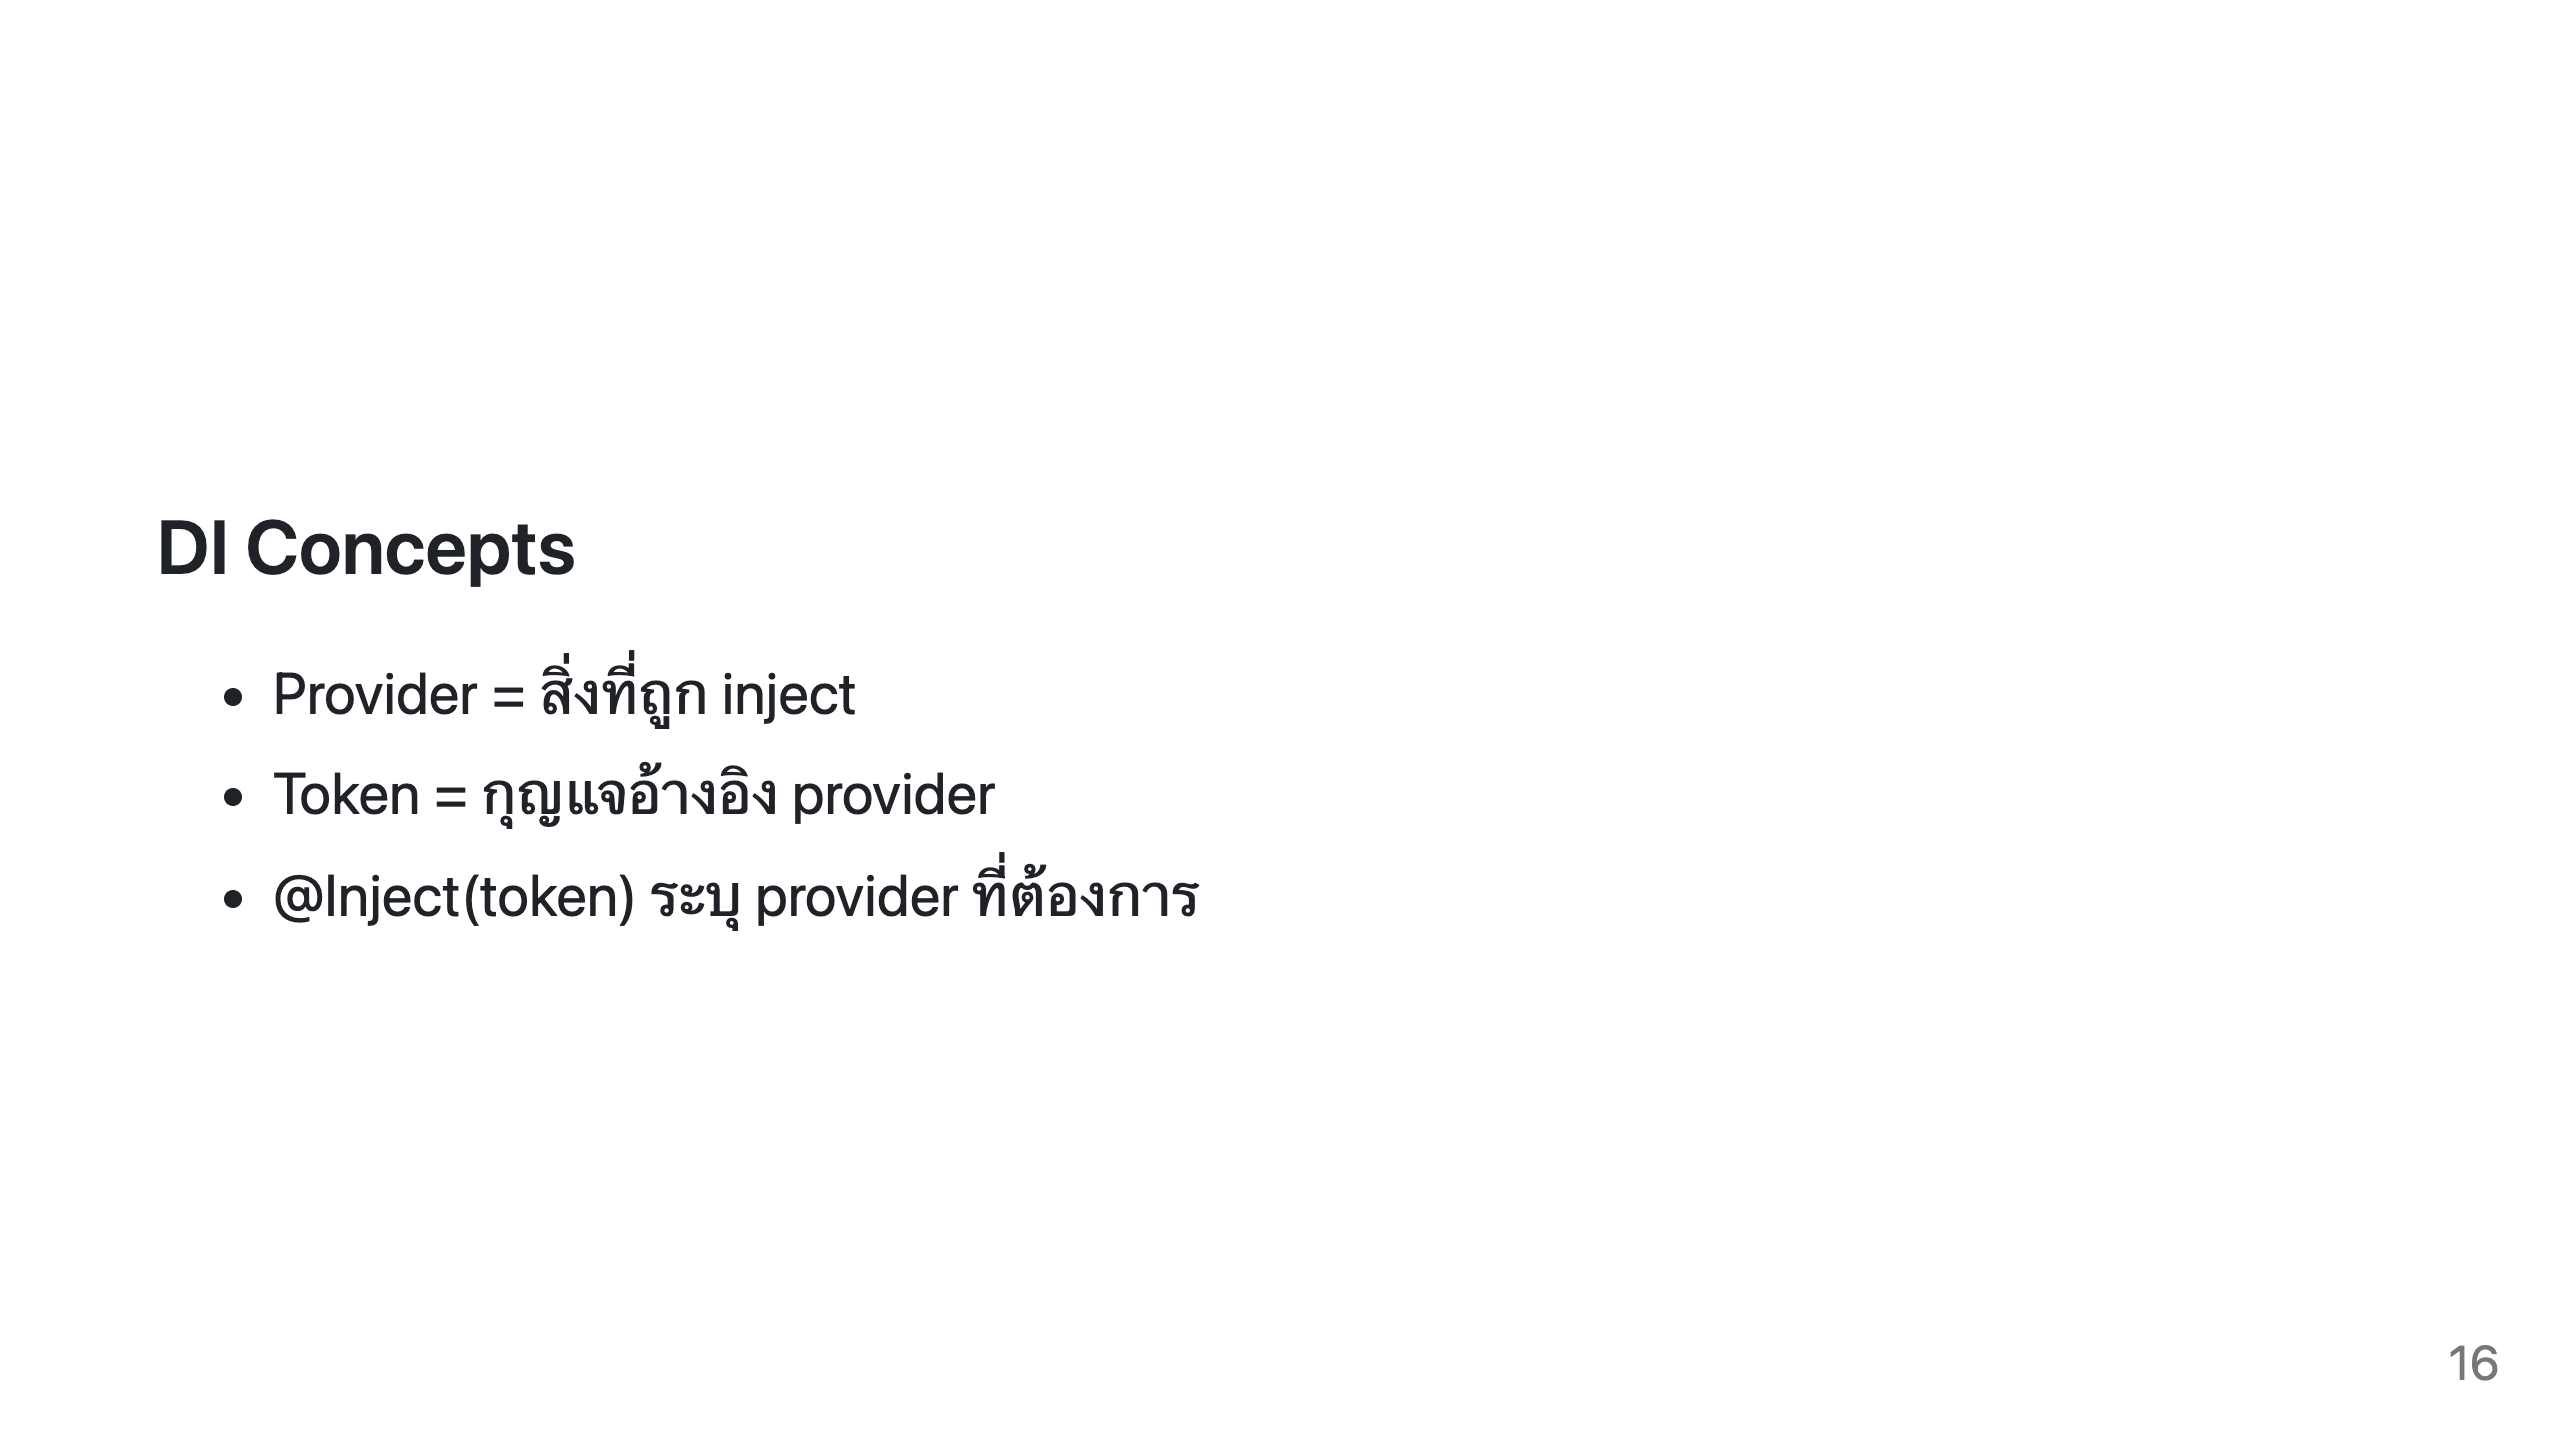 DI Concepts
• Provider = สิ่งที่ถูก inject
• Token = กุญแจอ้างอิง provider
• @Inject(token) ระบุ provider ที่ต้องการ
16